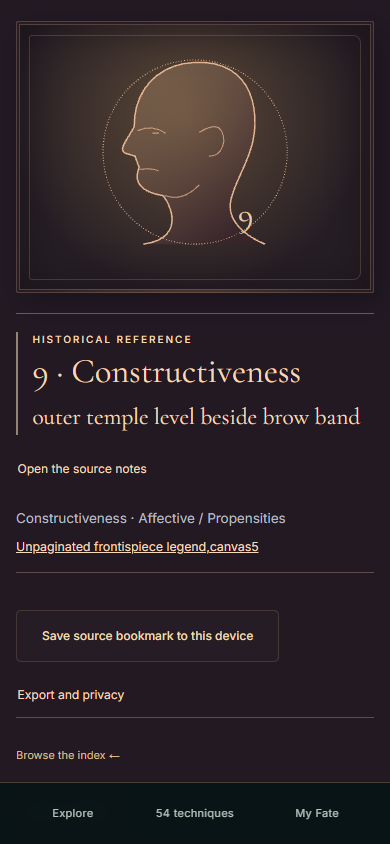 9
HISTORICAL REFERENCE
9 · Constructiveness
outer temple level beside brow band
Open the source notes
Constructiveness · Affective / Propensities
Unpaginated frontispiece legend,canvas5
Save source bookmark to this device
Export and privacy
Browse the index ←
Explore 54 techniques My Fate